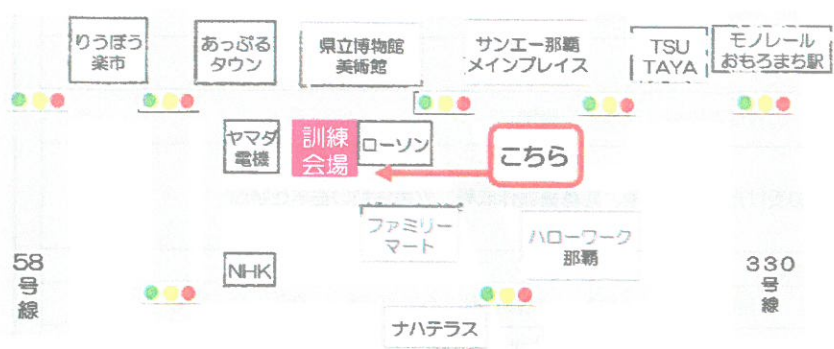 りうぼう
楽市
あっぷる
タウン
県立博物館
美術館
サンエー那覇
メインプレイス
TSU
TAYA
モノレール
おもろまち駅
ヤマダ
電機
訓練
会場
ローソン
こちら
ファミリー
マート
ハローワーク
那覇
58
号
線
NHK
330
号
線
ナハテラス